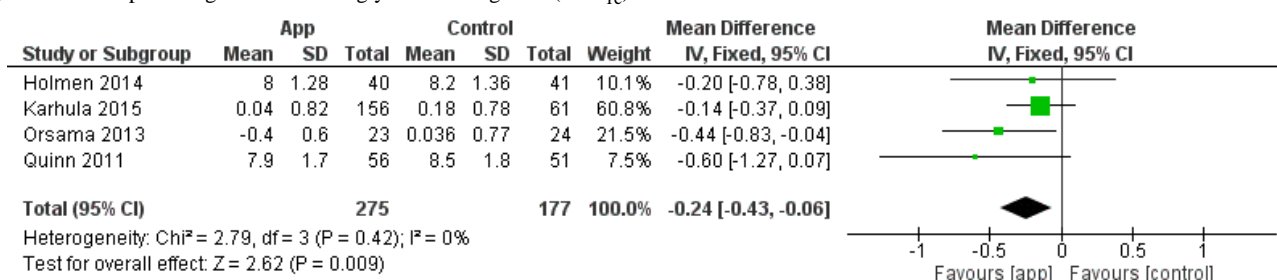 App Control Mean Difference Mean Difference
Study or Subgroup Mean SD Total Mean SD Total Weight IV, Fixed, 95% CI IV, Fixed, 95% CI
Holmen 2014 8 1.28 40 8.2 1.36 41 10.1% -0.20 [-0.78, 0.38]
Karhula 2015 0.04 0.82 156 0.18 0.78 61 60.8% -0.14 [-0.37, 0.09]
Orsama 2013 -0.4 0.6 23 0.036 0.77 24 21.5% -0.44 [-0.83, -0.04]
Quinn 2011 7.9 1.7 56 8.5 1.8 51 7.5% -0.60 [-1.27, 0.07]
Total (95% CI) 275 177 100.0% -0.24 [-0.43, -0.06]
Heterogeneity: Chi² = 2.79, df = 3 (P = 0.42); I² = 0%
Test for overall effect: Z = 2.62 (P = 0.009)
-1 -0.5 0 0.5 1
Favours [app] Favours [control]